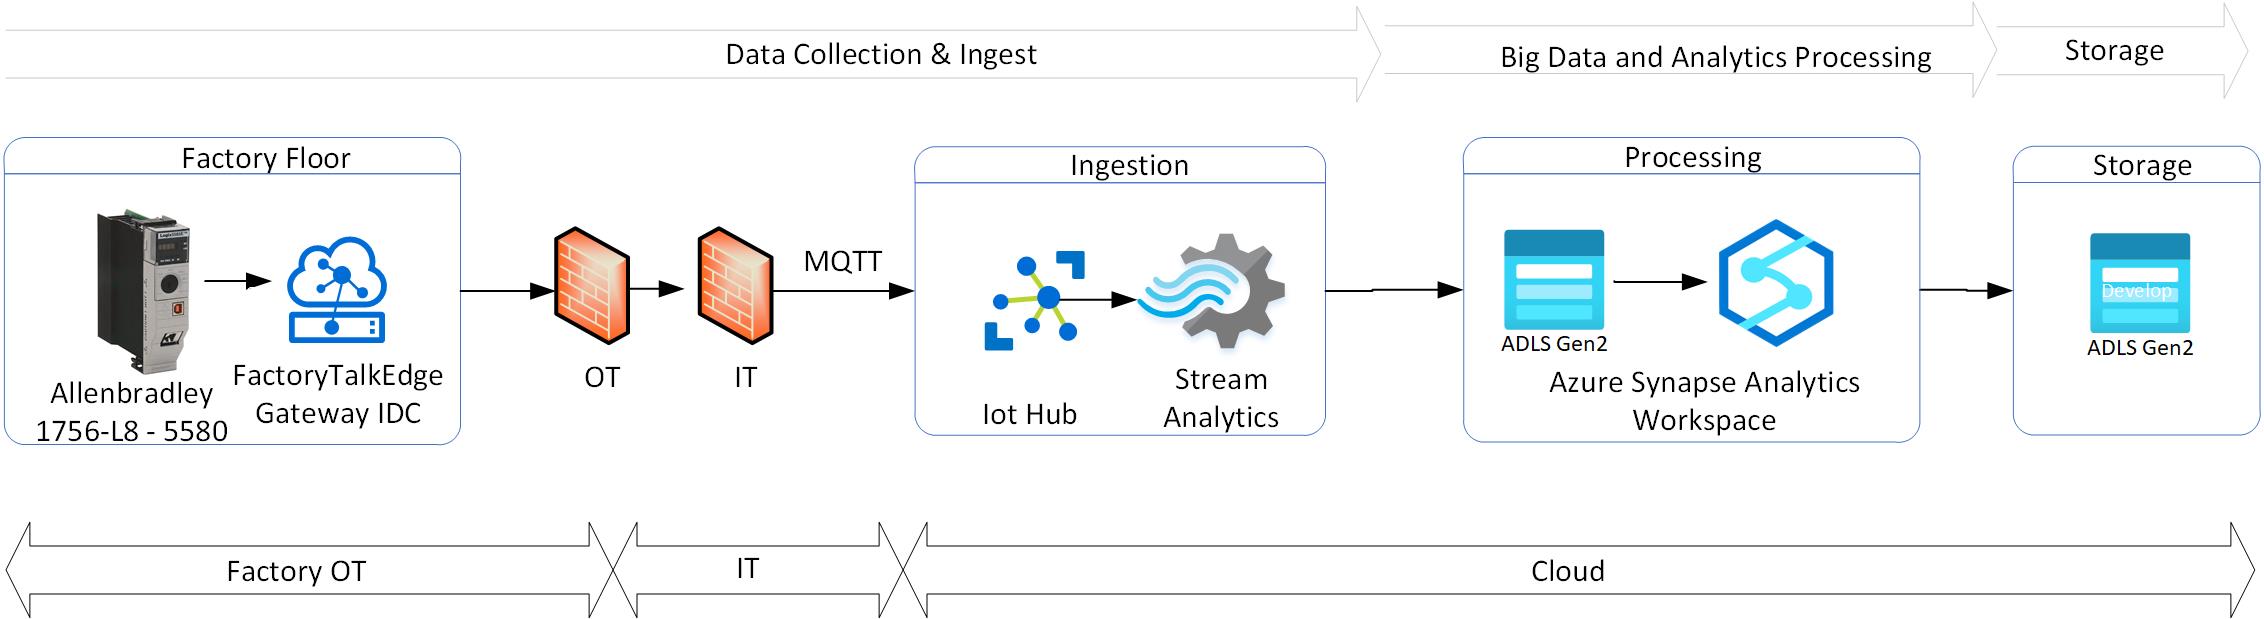 Data Collection & Ingest
Big Data and Analytics Processing
Storage
Factory Floor
Allenbradley
1756-L8 - 5580
FactoryTalkEdge
Gateway IDC
OT
IT
MQTT
Ingestion
Iot Hub
Stream
Analytics
Processing
ADLS Gen2
Azure Synapse Analytics
Workspace
Storage
Develop
ADLS Gen2
Factory OT
IT
Cloud